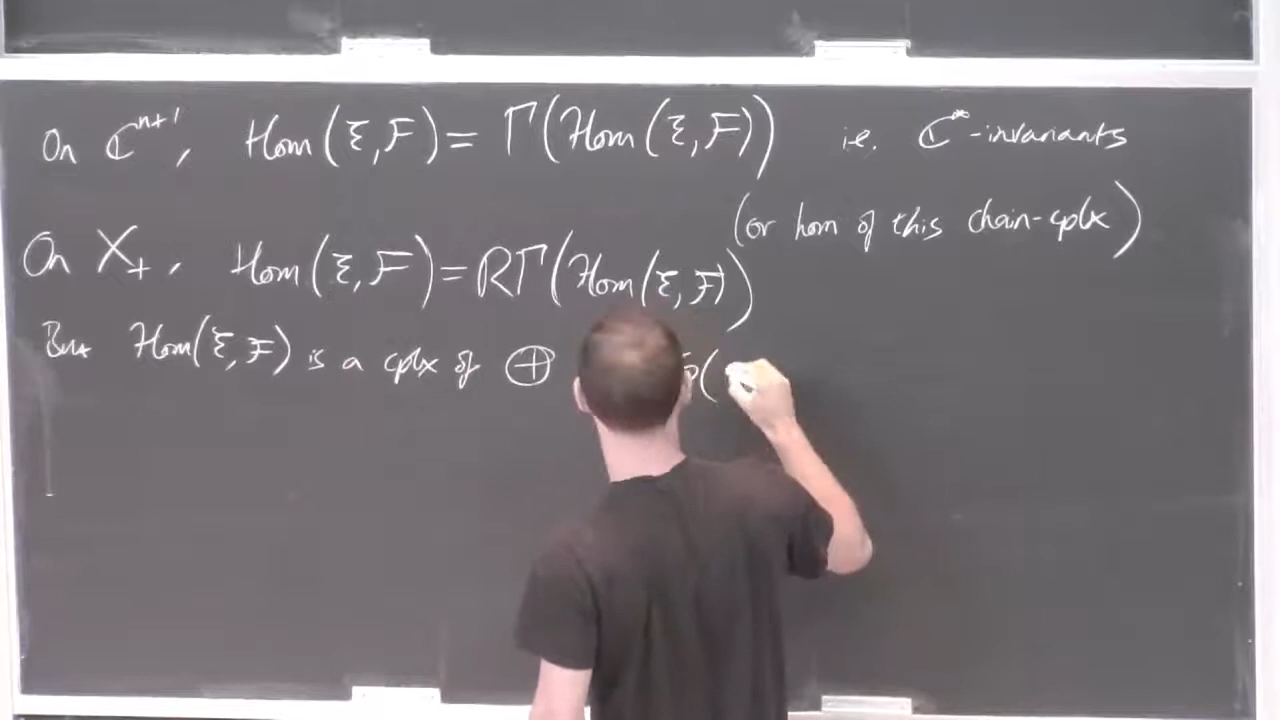 On ℂⁿ⁺¹, Hom(ℰ,ℱ) = Γ(ℋom(ℰ,ℱ)) i.e. ℂ*-invariants
(or hom of this chain-cplx)
On X₊, Hom(ℰ,ℱ) = RΓ(ℋom(ℰ,ℱ))
But ℋom(ℰ,ℱ) is a cplx of ⊕